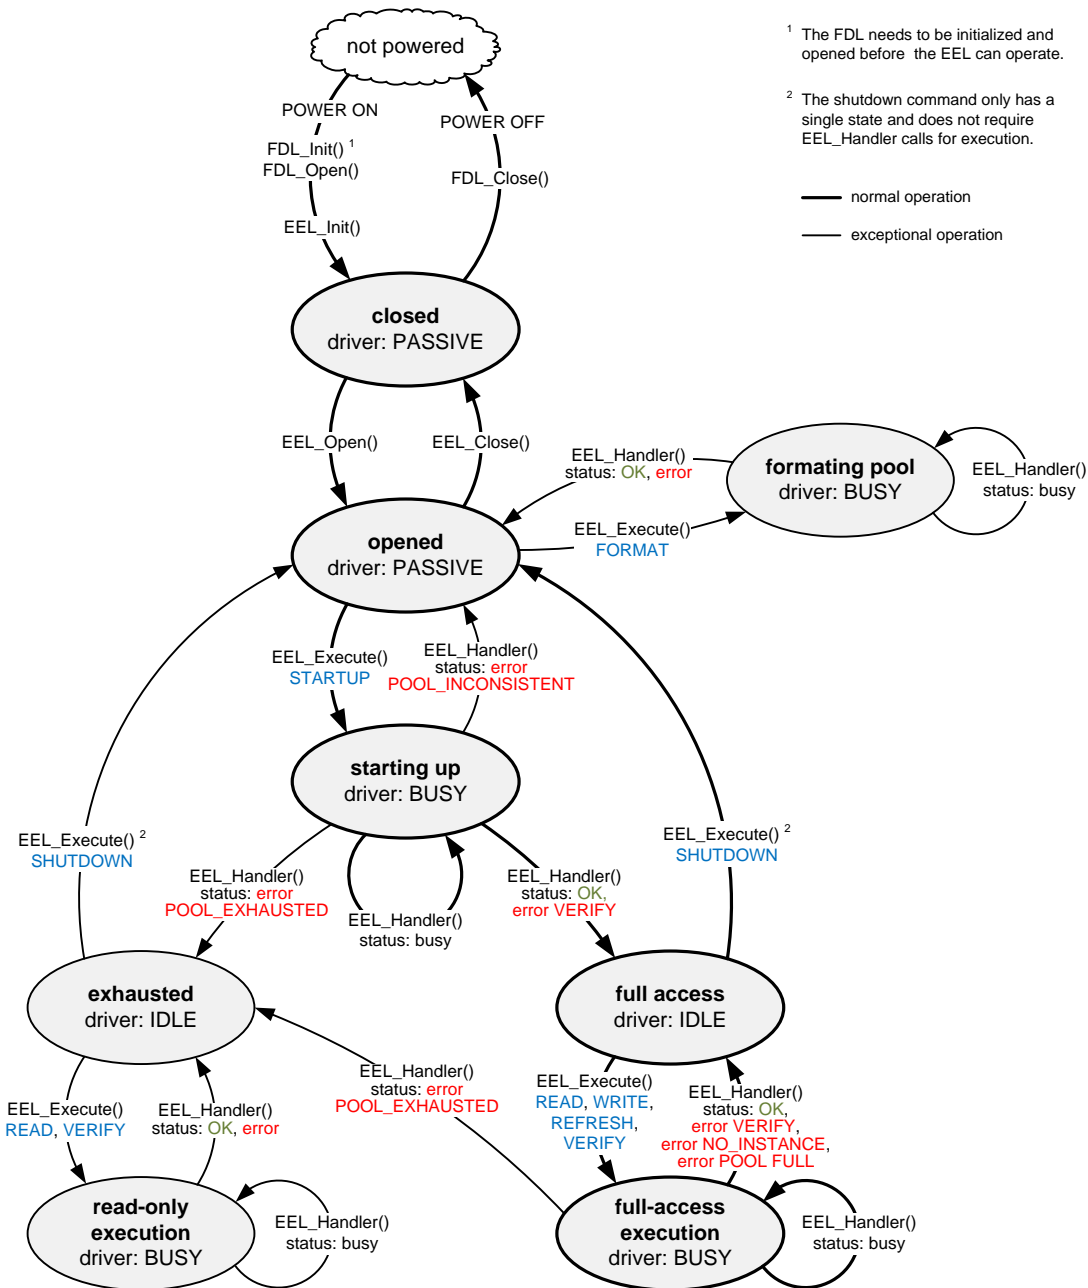 not powered
1 The FDL needs to be initialized and
opened before the EEL can operate.
2 The shutdown command only has a
single state and does not require
EEL_Handler calls for execution.
normal operation
exceptional operation
POWER ON
FDL_Init() 1
FDL_Open()
EEL_Init()
POWER OFF
FDL_Close()
closed
driver: PASSIVE
EEL_Open()
EEL_Close()
EEL_Handler()
status: OK, error
formating pool
driver: BUSY
EEL_Handler()
status: busy
EEL_Execute()
FORMAT
opened
driver: PASSIVE
EEL_Execute()
STARTUP
EEL_Handler()
status: error
POOL_INCONSISTENT
starting up
driver: BUSY
EEL_Execute() 2
SHUTDOWN
EEL_Execute() 2
SHUTDOWN
EEL_Handler()
status: error
POOL_EXHAUSTED
EEL_Handler()
status: busy
EEL_Handler()
status: OK,
error VERIFY
exhausted
driver: IDLE
full access
driver: IDLE
EEL_Execute()
READ, VERIFY
EEL_Handler()
status: OK, error
EEL_Handler()
status: error
POOL_EXHAUSTED
EEL_Execute()
READ, WRITE,
REFRESH,
VERIFY
EEL_Handler()
status: OK,
error VERIFY,
error NO_INSTANCE,
error POOL FULL
read-only
execution
driver: BUSY
EEL_Handler()
status: busy
full-access
execution
driver: BUSY
EEL_Handler()
status: busy